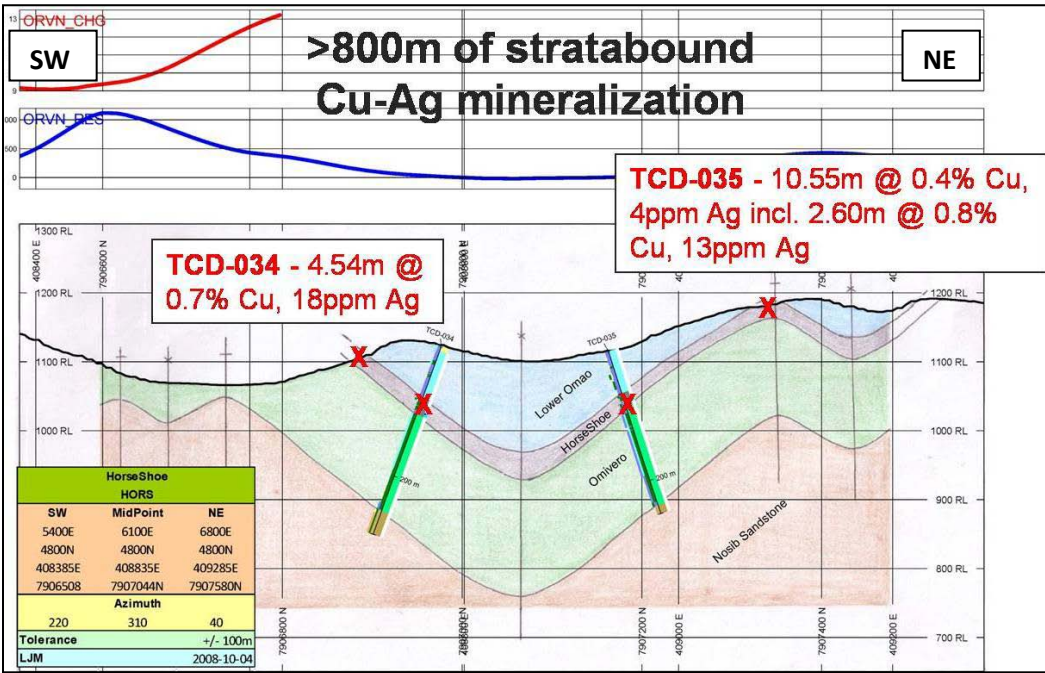 13
ORVN_CHG
9
SW
>800m of stratabound
Cu-Ag mineralization
NE
ORVN_RES
500
0
TCD-035 - 10.55m @ 0.4% Cu,
4ppm Ag incl. 2.60m @ 0.8%
Cu, 13ppm Ag
TCD-034 - 4.54m @
0.7% Cu, 18ppm Ag
408400 E
7906600 N
1300 RL
1200 RL
1100 RL
1000 RL
1200 RL
1100 RL
1000 RL
900 RL
800 RL
700 RL
TCD-034
TCD-035
Lower Omao
HorseShoe
Omivero
Nosib Sandstone
200 m
200 m
HorseShoe
HORS
SW MidPoint NE
5400E 6100E 6800E
4800N 4800N 4800N
408385E 408835E 409285E
7906508 7907044N 7907580N
Azimuth
220 310 40
Tolerance +/- 100m
LJM 2008-10-04
7906800 N
7907200 N
409000 E
7907400 N
409200 E